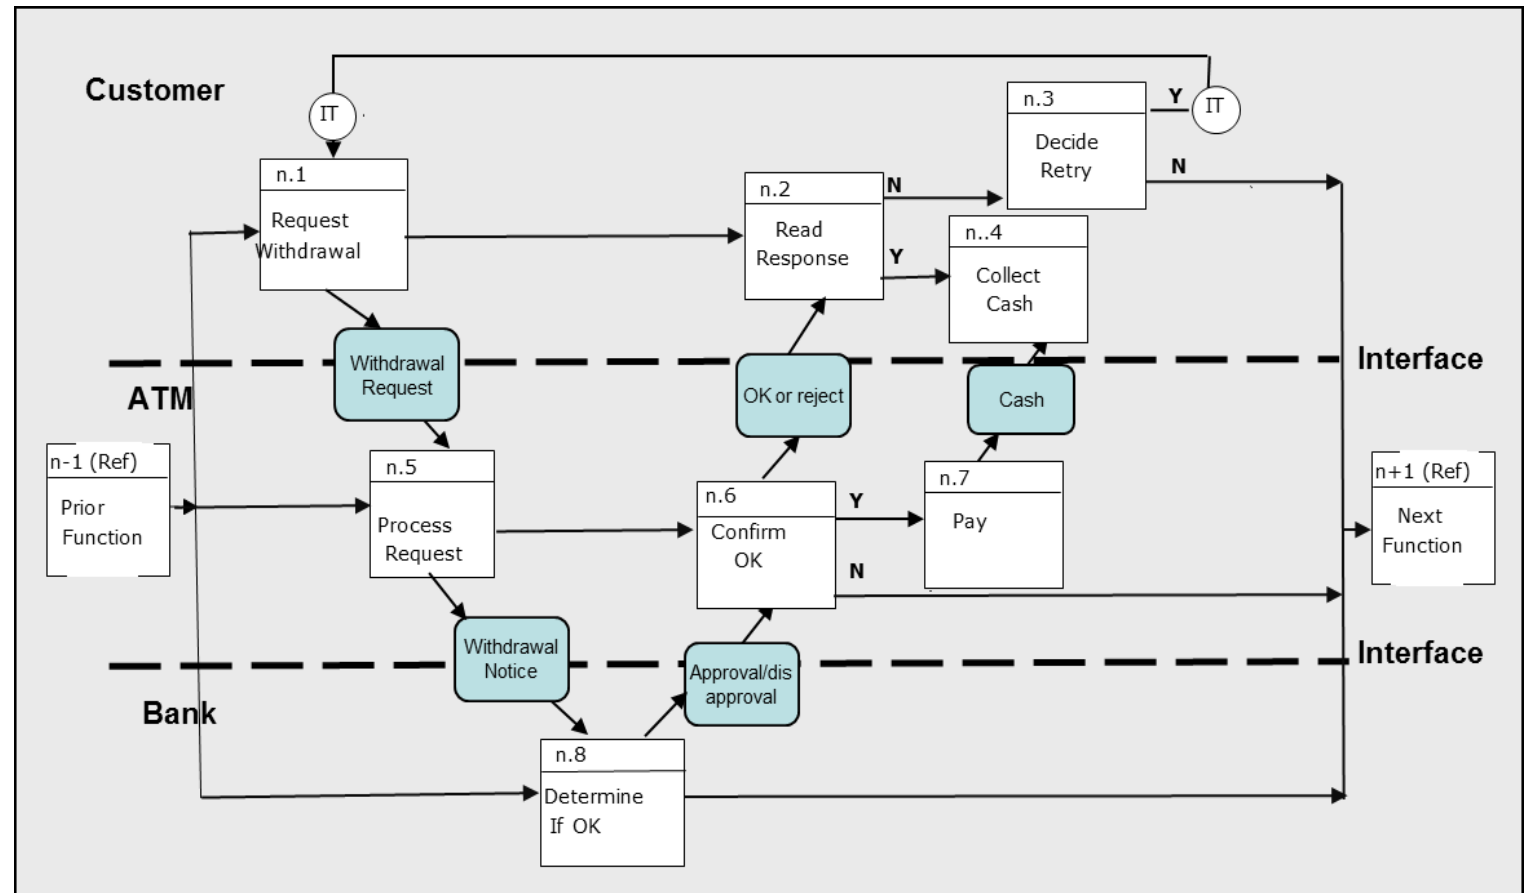 Customer
IT
IT
n.1
Request
Withdrawal
n.2
Read
Response
N
Y
n.3
Decide
Retry
Y
N
n..4
Collect
Cash
Interface
Withdrawal
Request
OK or reject
Cash
ATM
n-1 (Ref)
Prior
Function
n.5
Process
Request
n.6
Confirm
OK
Y
N
n.7
Pay
n+1 (Ref)
Next
Function
Interface
Withdrawal
Notice
Approval/dis
approval
Bank
n.8
Determine
If OK